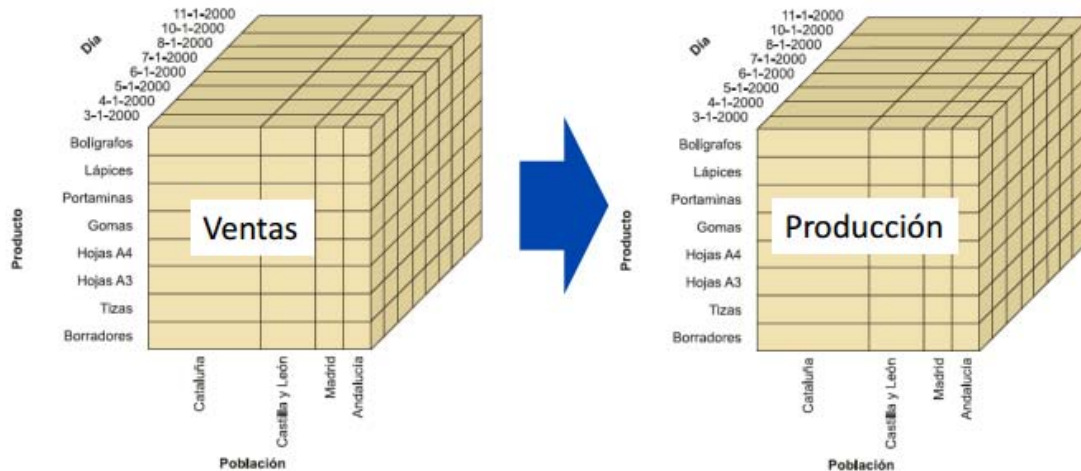 Día
11-1-2000
10-1-2000
8-1-2000
7-1-2000
6-1-2000
5-1-2000
4-1-2000
3-1-2000
Producto
Bolígrafos
Lápices
Portaminas
Gomas
Hojas A4
Hojas A3
Tizas
Borradores
Ventas
Cataluña
Castilla y León
Madrid
Andalucía
Población
Día
11-1-2000
10-1-2000
8-1-2000
7-1-2000
6-1-2000
5-1-2000
4-1-2000
3-1-2000
Producto
Bolígrafos
Lápices
Portaminas
Gomas
Hojas A4
Hojas A3
Tizas
Borradores
Producción
Cataluña
Castilla y León
Madrid
Andalucía
Población